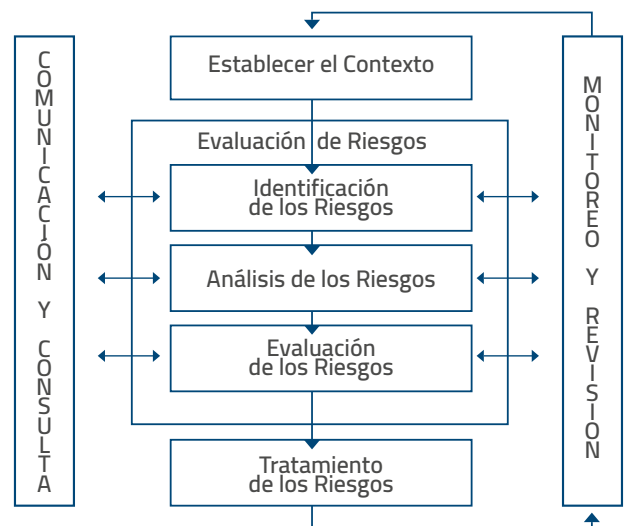 Establecer el Contexto
Evaluación de Riesgos
Identificación
de los Riesgos
Análisis de los Riesgos
Evaluación
de los Riesgos
Tratamiento
de los Riesgos
COMUNICACIÓN Y CONSULTA
MONITOREO Y REVISION